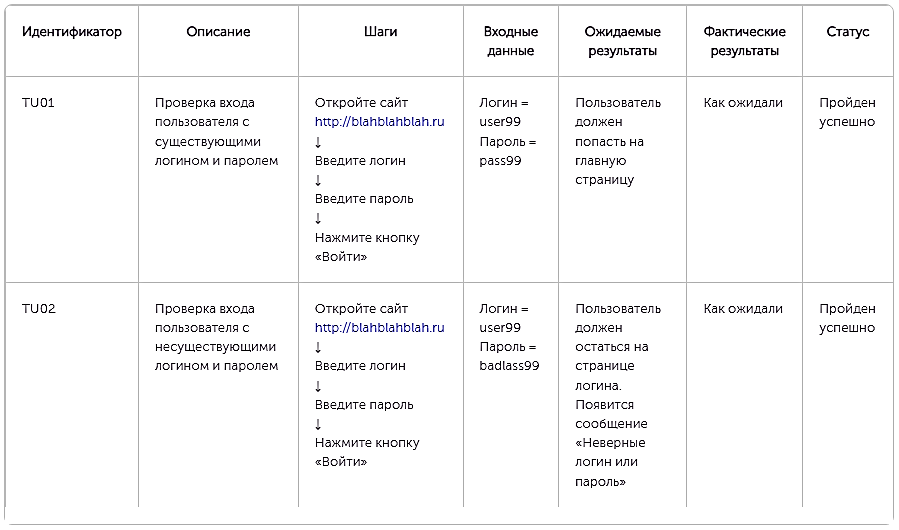 Идентификатор
Описание
Шаги
Входные
данные
Ожидаемые
результаты
Фактические
результаты
Статус
TU01
Проверка входа
пользователя с
существующими
логином и паролем
Откройте сайт
http://blahblahblah.ru
↓
Введите логин
↓
Введите пароль
↓
Нажмите кнопку
«Войти»
Логин =
user99
Пароль =
pass99
Пользователь
должен
попасть на
главную
страницу
Как ожидали
Пройден
успешно
TU02
Проверка входа
пользователя с
несуществующими
логином и паролем
Откройте сайт
http://blahblahblah.ru
↓
Введите логин
↓
Введите пароль
↓
Нажмите кнопку
«Войти»
Логин =
user99
Пароль =
badlass99
Пользователь
должен
остаться на
странице
логина.
Появится
сообщение
«Неверные
логин или
пароль»
Как ожидали
Пройден
успешно